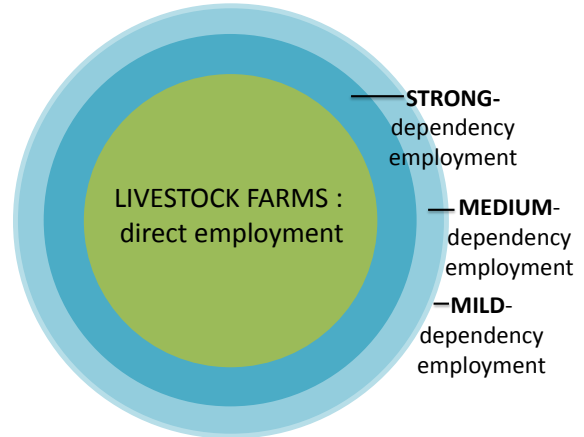 LIVESTOCK FARMS :
direct employment
STRONG-
dependency
employment
MEDIUM-
dependency
employment
MILD-
dependency
employment